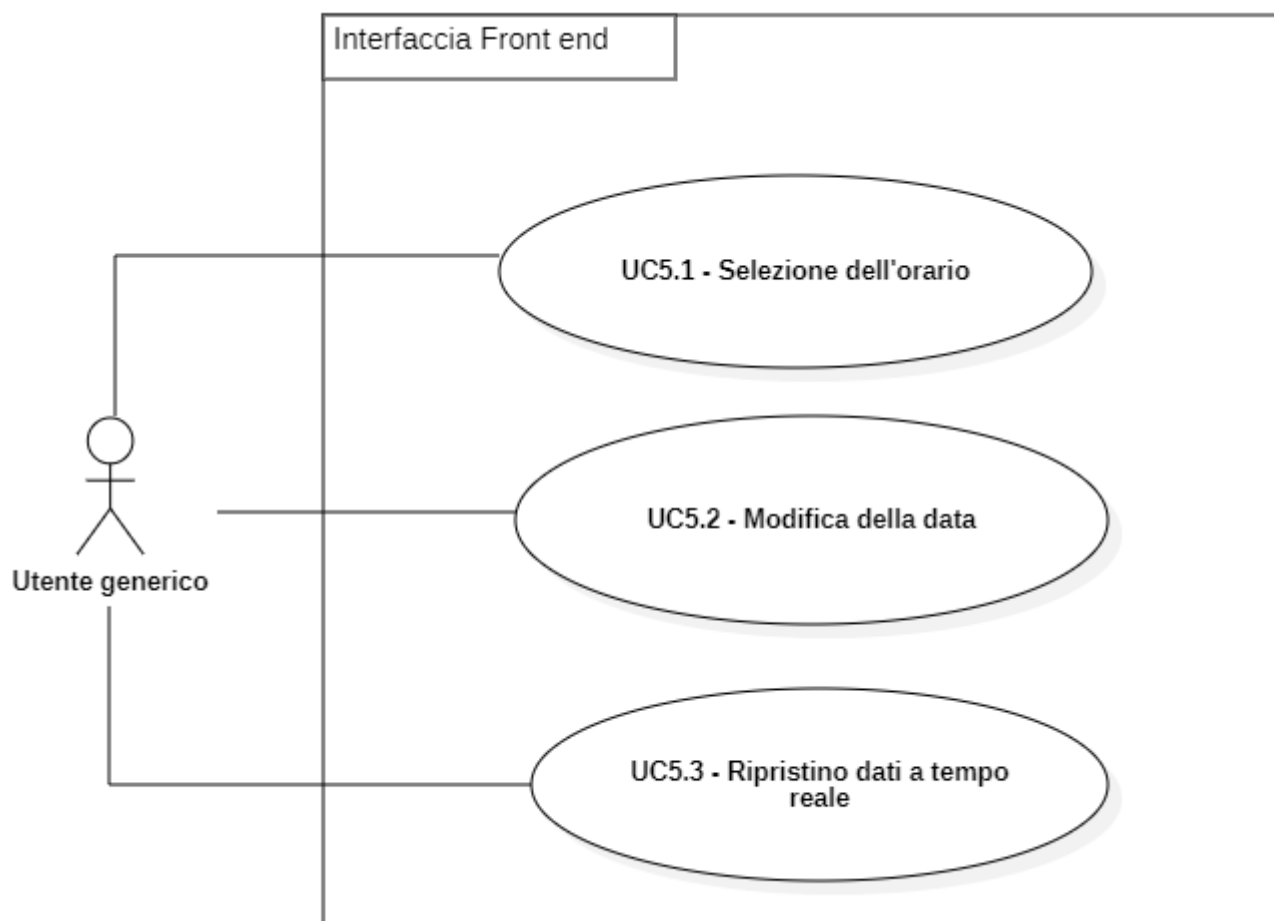 Interfaccia Front end
UC5.1 - Selezione dell'orario
UC5.2 - Modifica della data
Utente generico
UC5.3 - Ripristino dati a tempo
reale